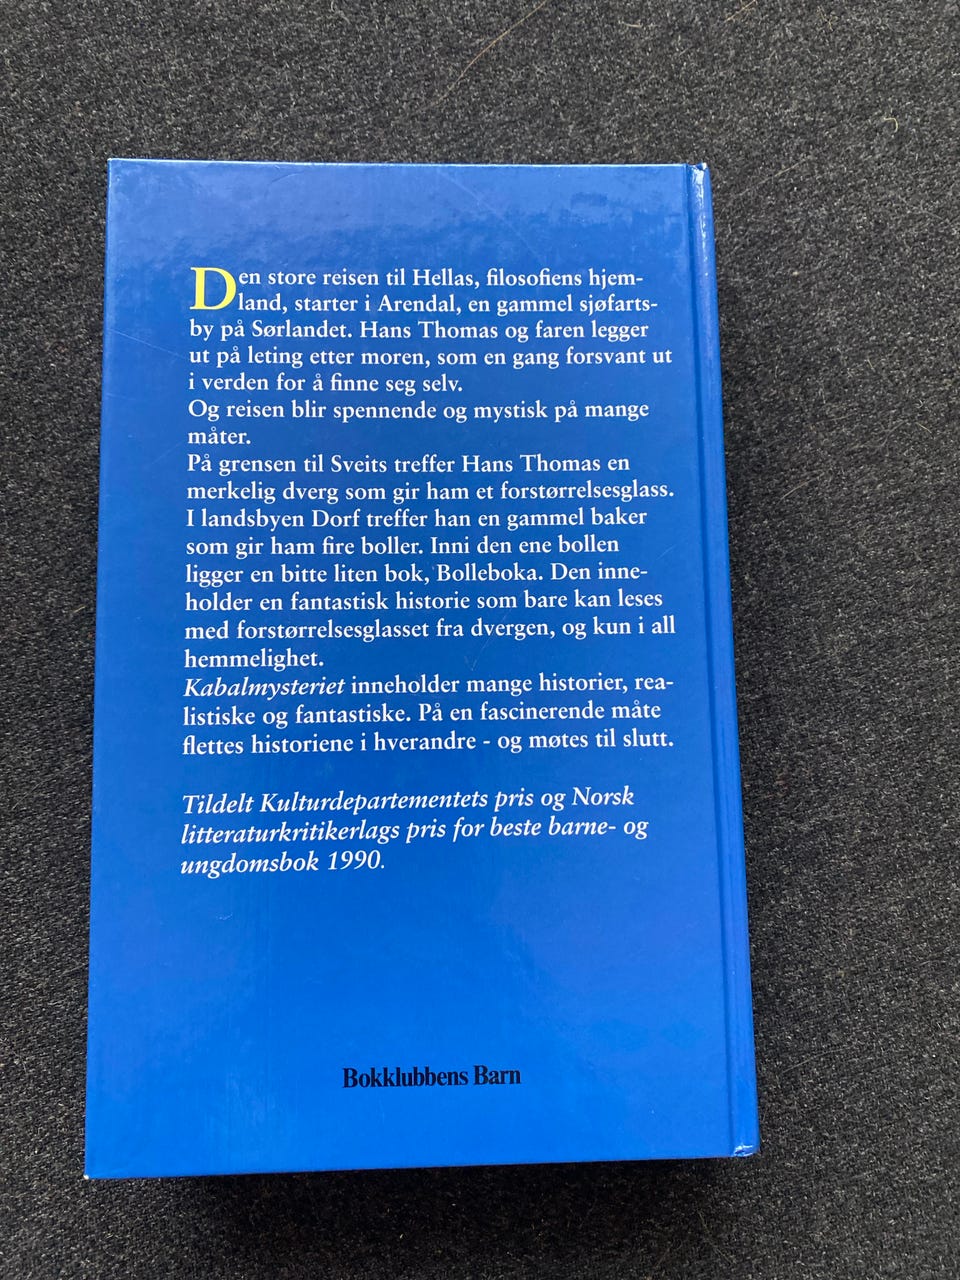 Den store reisen til Hellas, filosofiens hjem-
land, starter i Arendal, en gammel sjøfarts-
by på Sørlandet. Hans Thomas og faren legger
ut på leting etter moren, som en gang forsvant ut
i verden for å finne seg selv.
Og reisen blir spennende og mystisk på mange
måter.
På grensen til Sveits treffer Hans Thomas en
merkelig dverg som gir ham et forstørrelsesglass.
I landsbyen Dorf treffer han en gammel baker
som gir ham fire boller. Inni den ene bollen
ligger en bitte liten bok, Bolleboka. Den inne-
holder en fantastisk historie som bare kan leses
med forstørrelsesglasset fra dvergen, og kun i all
hemmelighet.
Kabalmysteriet inneholder mange historier, rea-
listiske og fantastiske. På en fascinerende måte
flettes historiene i hverandre - og møtes til slutt.
Tildelt Kulturdepartementets pris og Norsk
litteraturkritikerlags pris for beste barne- og
ungdomsbok 1990.
Bokklubbens Barn